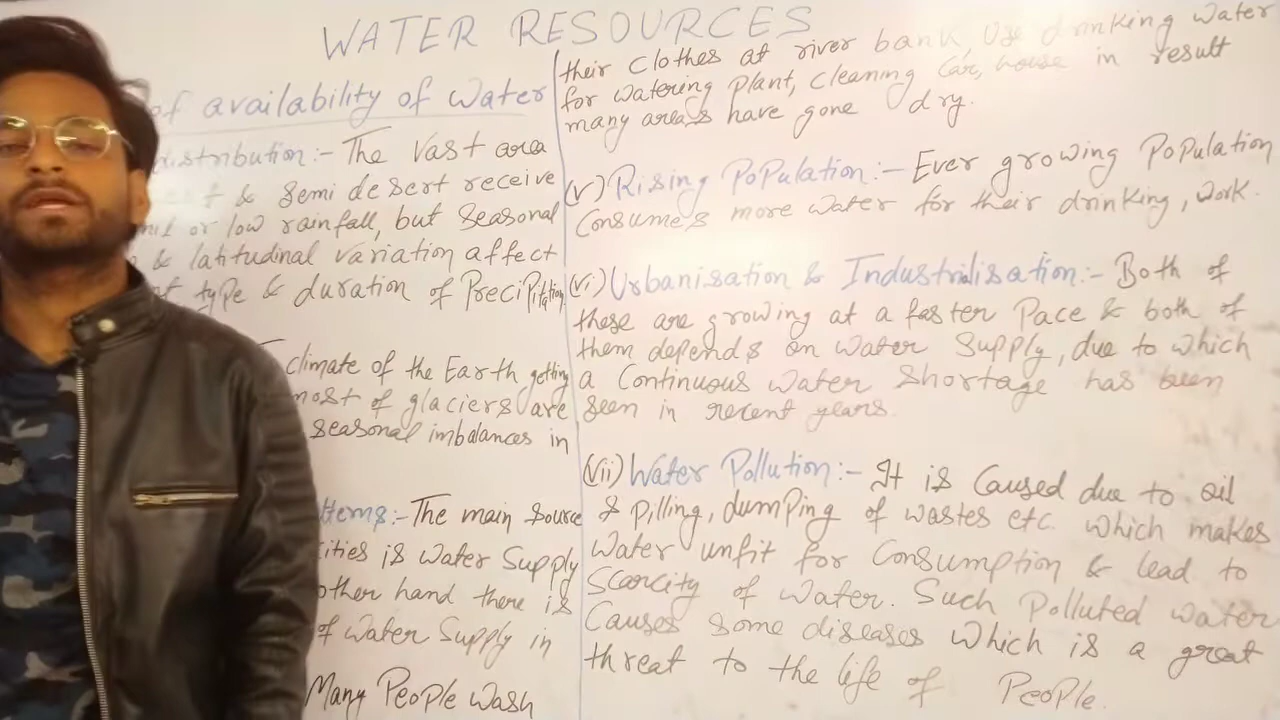 WATER RESOURCES
of availability of water
distribution:- The vast area
& semi desert receive
or low rainfall, but seasonal
& latitudinal variation affect
type & duration of Precipitation
climate of the Earth getting
most of glaciers are
seasonal imbalances in
The main source
ities is water supply
other hand there is
of water supply in
Many People wash
their clothes at river bank, use drinking water
for watering plant, cleaning car, house in result
many areas have gone dry.
(v) Rising Population:- Ever growing Population
Consumes more water for their drinking, work.
(vi) Urbanisation & Industrialisation:- Both of
these are growing at a faster Pace & both of
them depends on water supply, due to which
a Continuous water shortage has been
seen in recent years.
(vii) Water Pollution:- It is Caused due to oil
spilling, dumping of wastes etc. which makes
water unfit for Consumption & lead to
Scarcity of water. Such Polluted water
Causes some diseases which is a great
threat to the life of People.